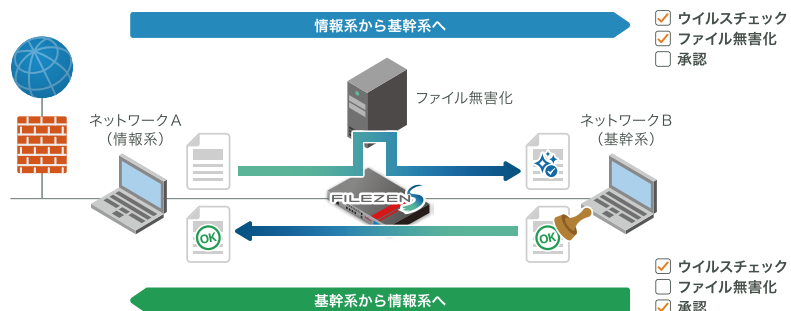 情報系から基幹系へ
ウイルスチェック
ファイル無害化
承認
ファイル無害化
ネットワークA
（情報系）
ネットワークB
（基幹系）
FILEZEN S
OK
OK
ウイルスチェック
ファイル無害化
承認
基幹系から情報系へ